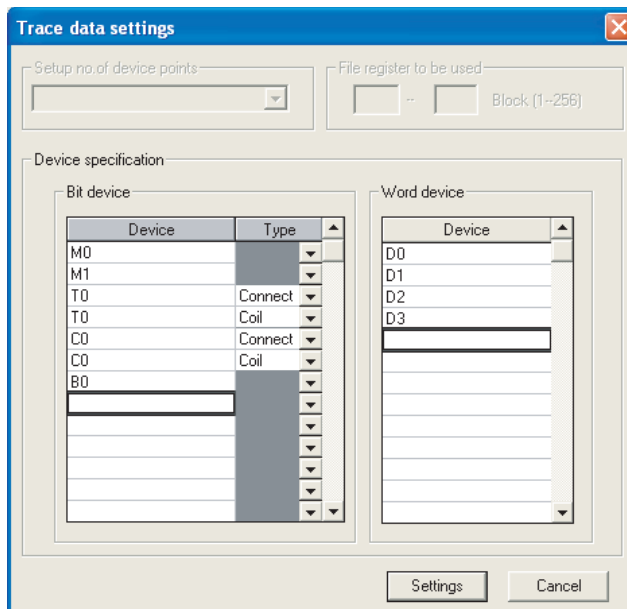 Trace data settings
Setup no.of device points
File register to be used
-- Block (1--256)
Device specification
Bit device
Word device
Device Type
Device
M0
M1
T0 Connect
T0 Coil
C0 Connect
C0 Coil
B0
D0
D1
D2
D3
Settings
Cancel